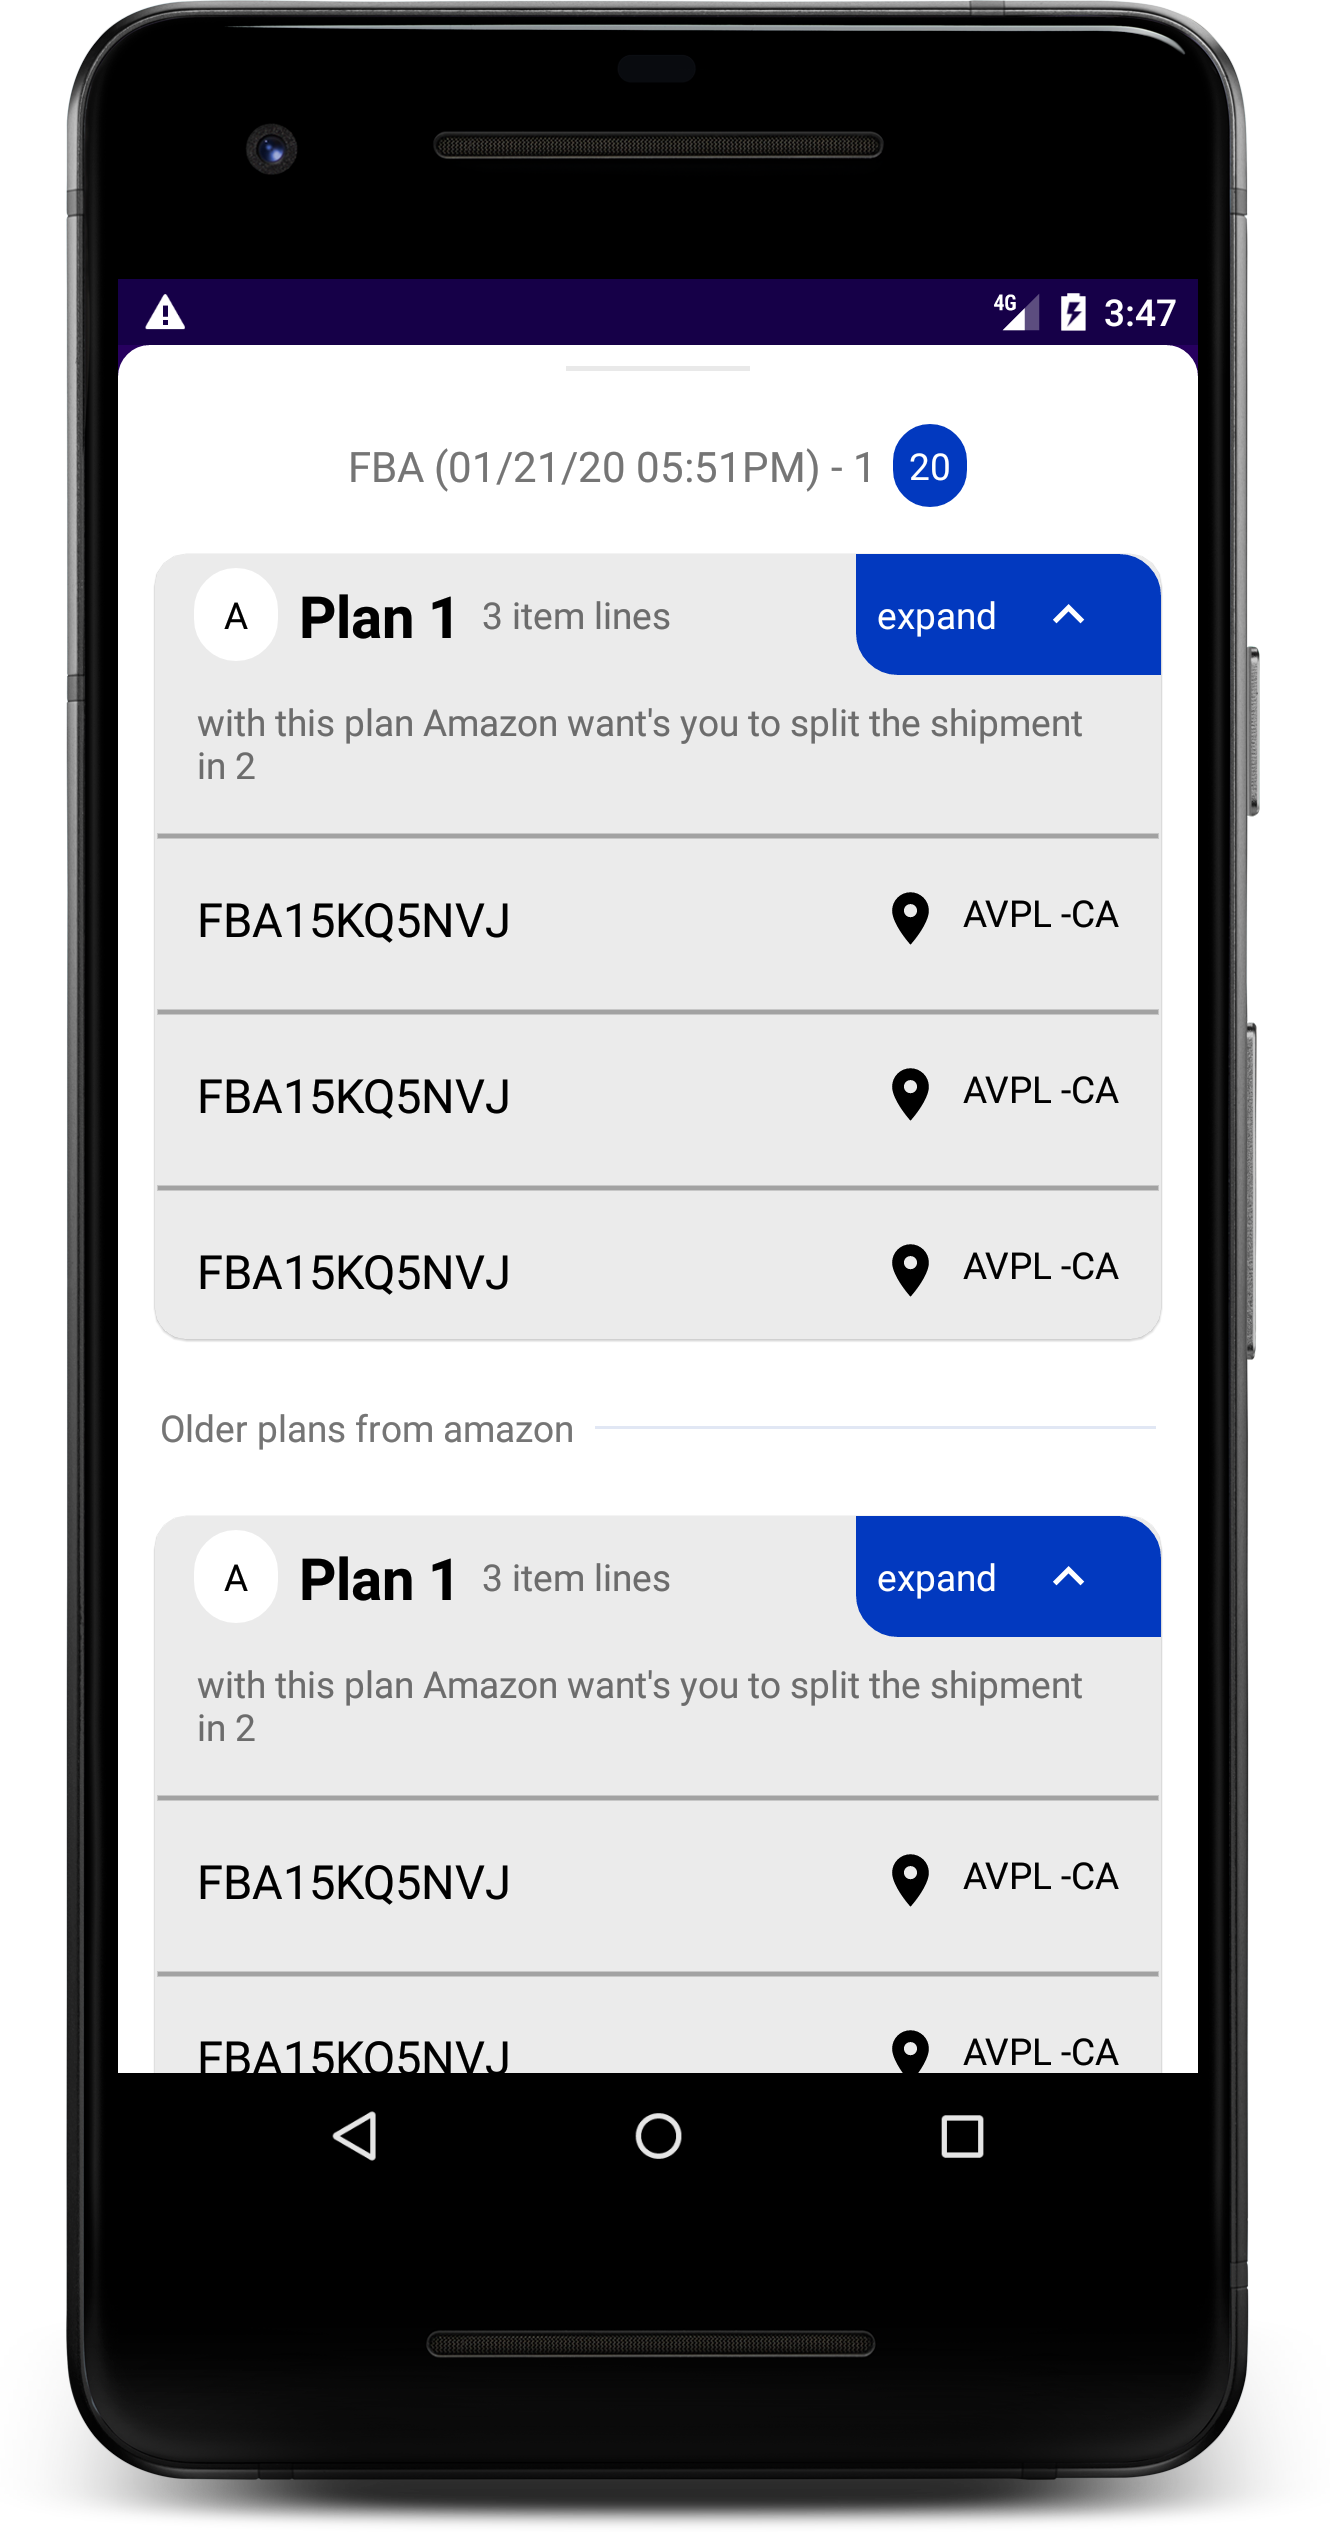 4G 3:47
FBA (01/21/20 05:51PM) - 1 20
A Plan 1 3 item lines expand
with this plan Amazon want's you to split the shipment
in 2
FBA15KQ5NVJ AVPL -CA
FBA15KQ5NVJ AVPL -CA
FBA15KQ5NVJ AVPL -CA
Older plans from amazon
A Plan 1 3 item lines expand
with this plan Amazon want's you to split the shipment
in 2
FBA15KQ5NVJ AVPL -CA
FBA15KQ5NVJ AVPL -CA